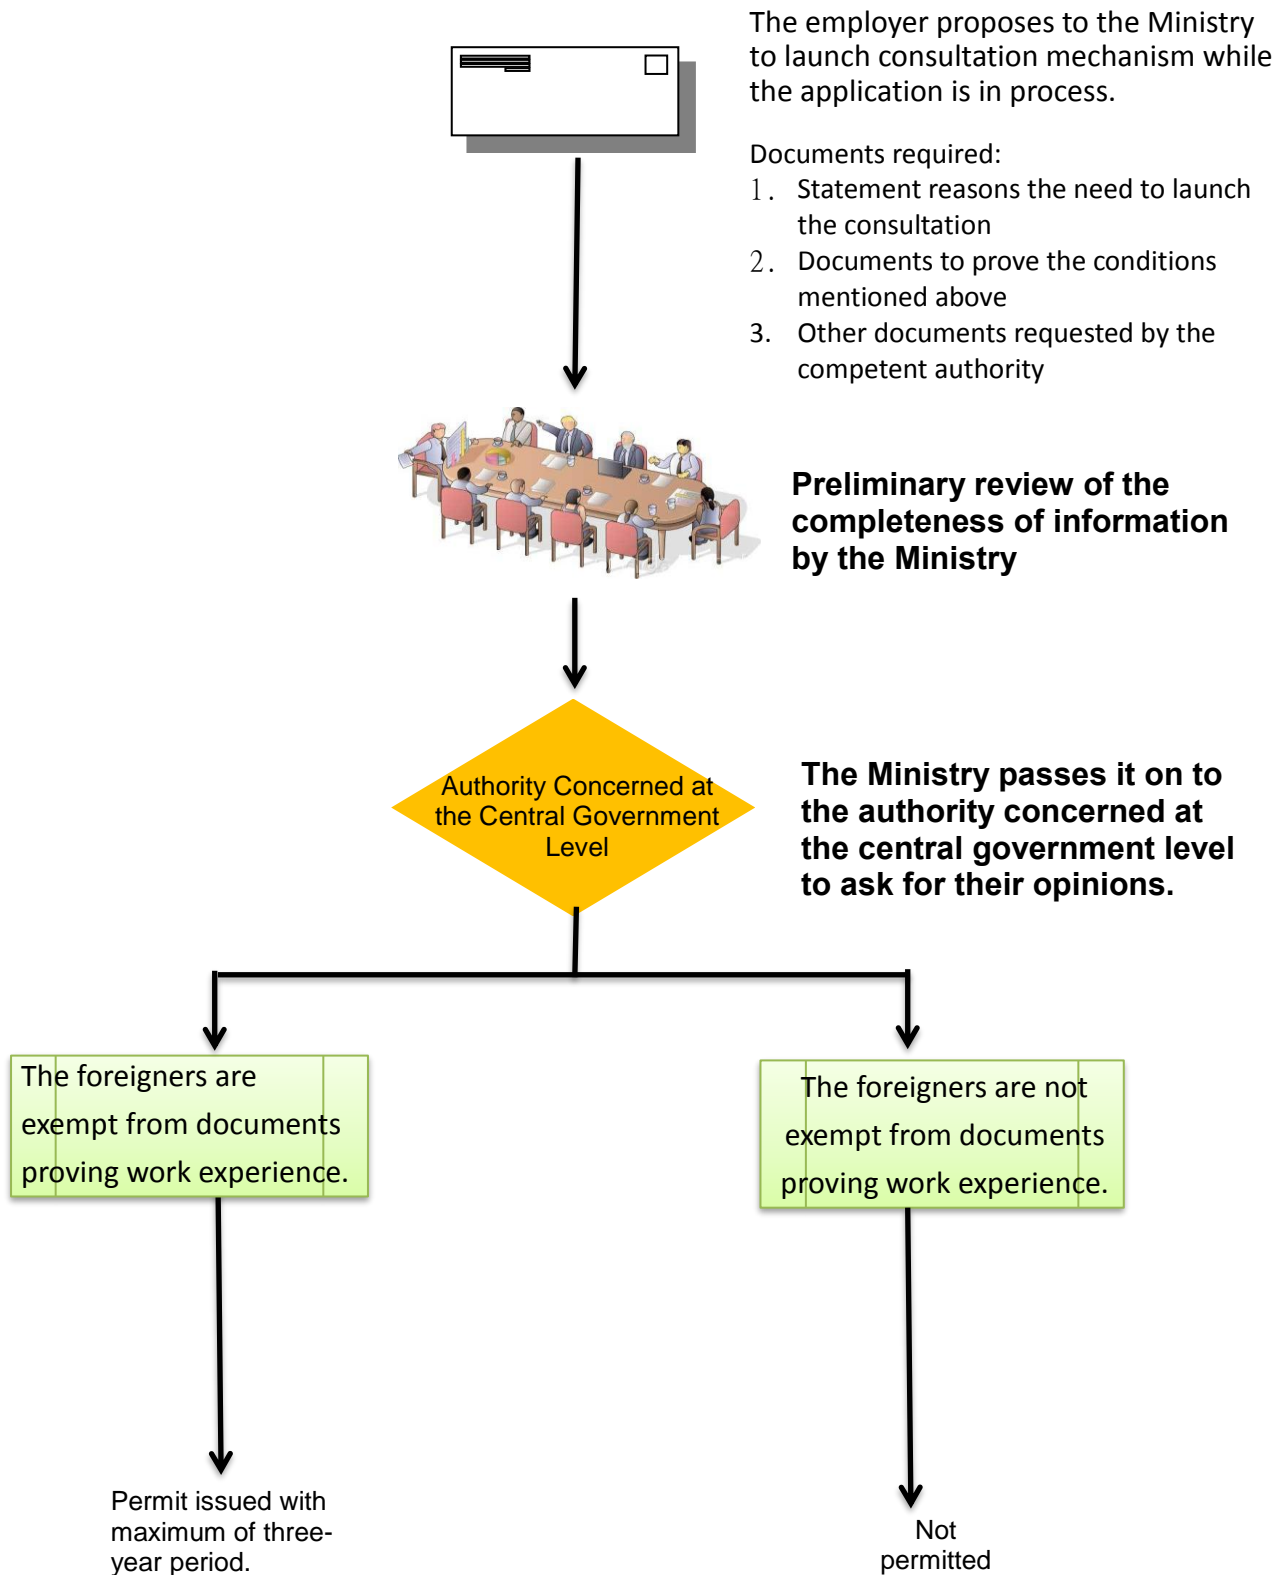 The employer proposes to the Ministry
to launch consultation mechanism while
the application is in process.
Documents required:
1. Statement reasons the need to launch
the consultation
2. Documents to prove the conditions
mentioned above
3. Other documents requested by the
competent authority
Preliminary review of the
completeness of information
by the Ministry
Authority Concerned at
the Central Government
Level
The Ministry passes it on to
the authority concerned at
the central government level
to ask for their opinions.
The foreigners are
exempt from documents
proving work experience.
The foreigners are not
exempt from documents
proving work experience.
Permit issued with
maximum of three-
year period.
Not
permitted